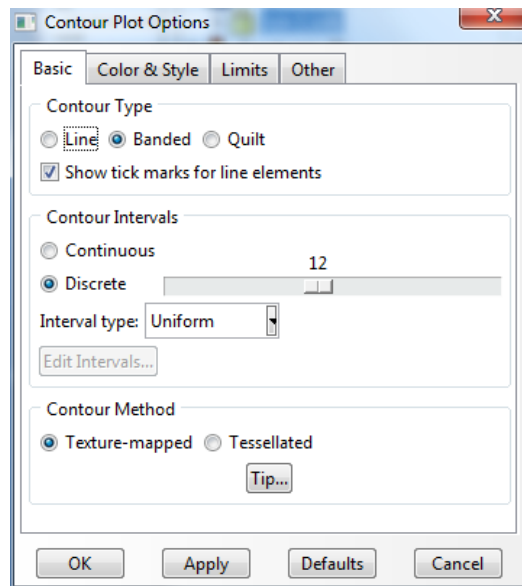 Contour Plot Options
X
Basic Color & Style Limits Other
Contour Type
Line Banded Quilt
Show tick marks for line elements
Contour Intervals
Continuous
12
Discrete
Interval type: Uniform
Edit Intervals...
Contour Method
Texture-mapped Tessellated
Tip...
OK Apply Defaults Cancel